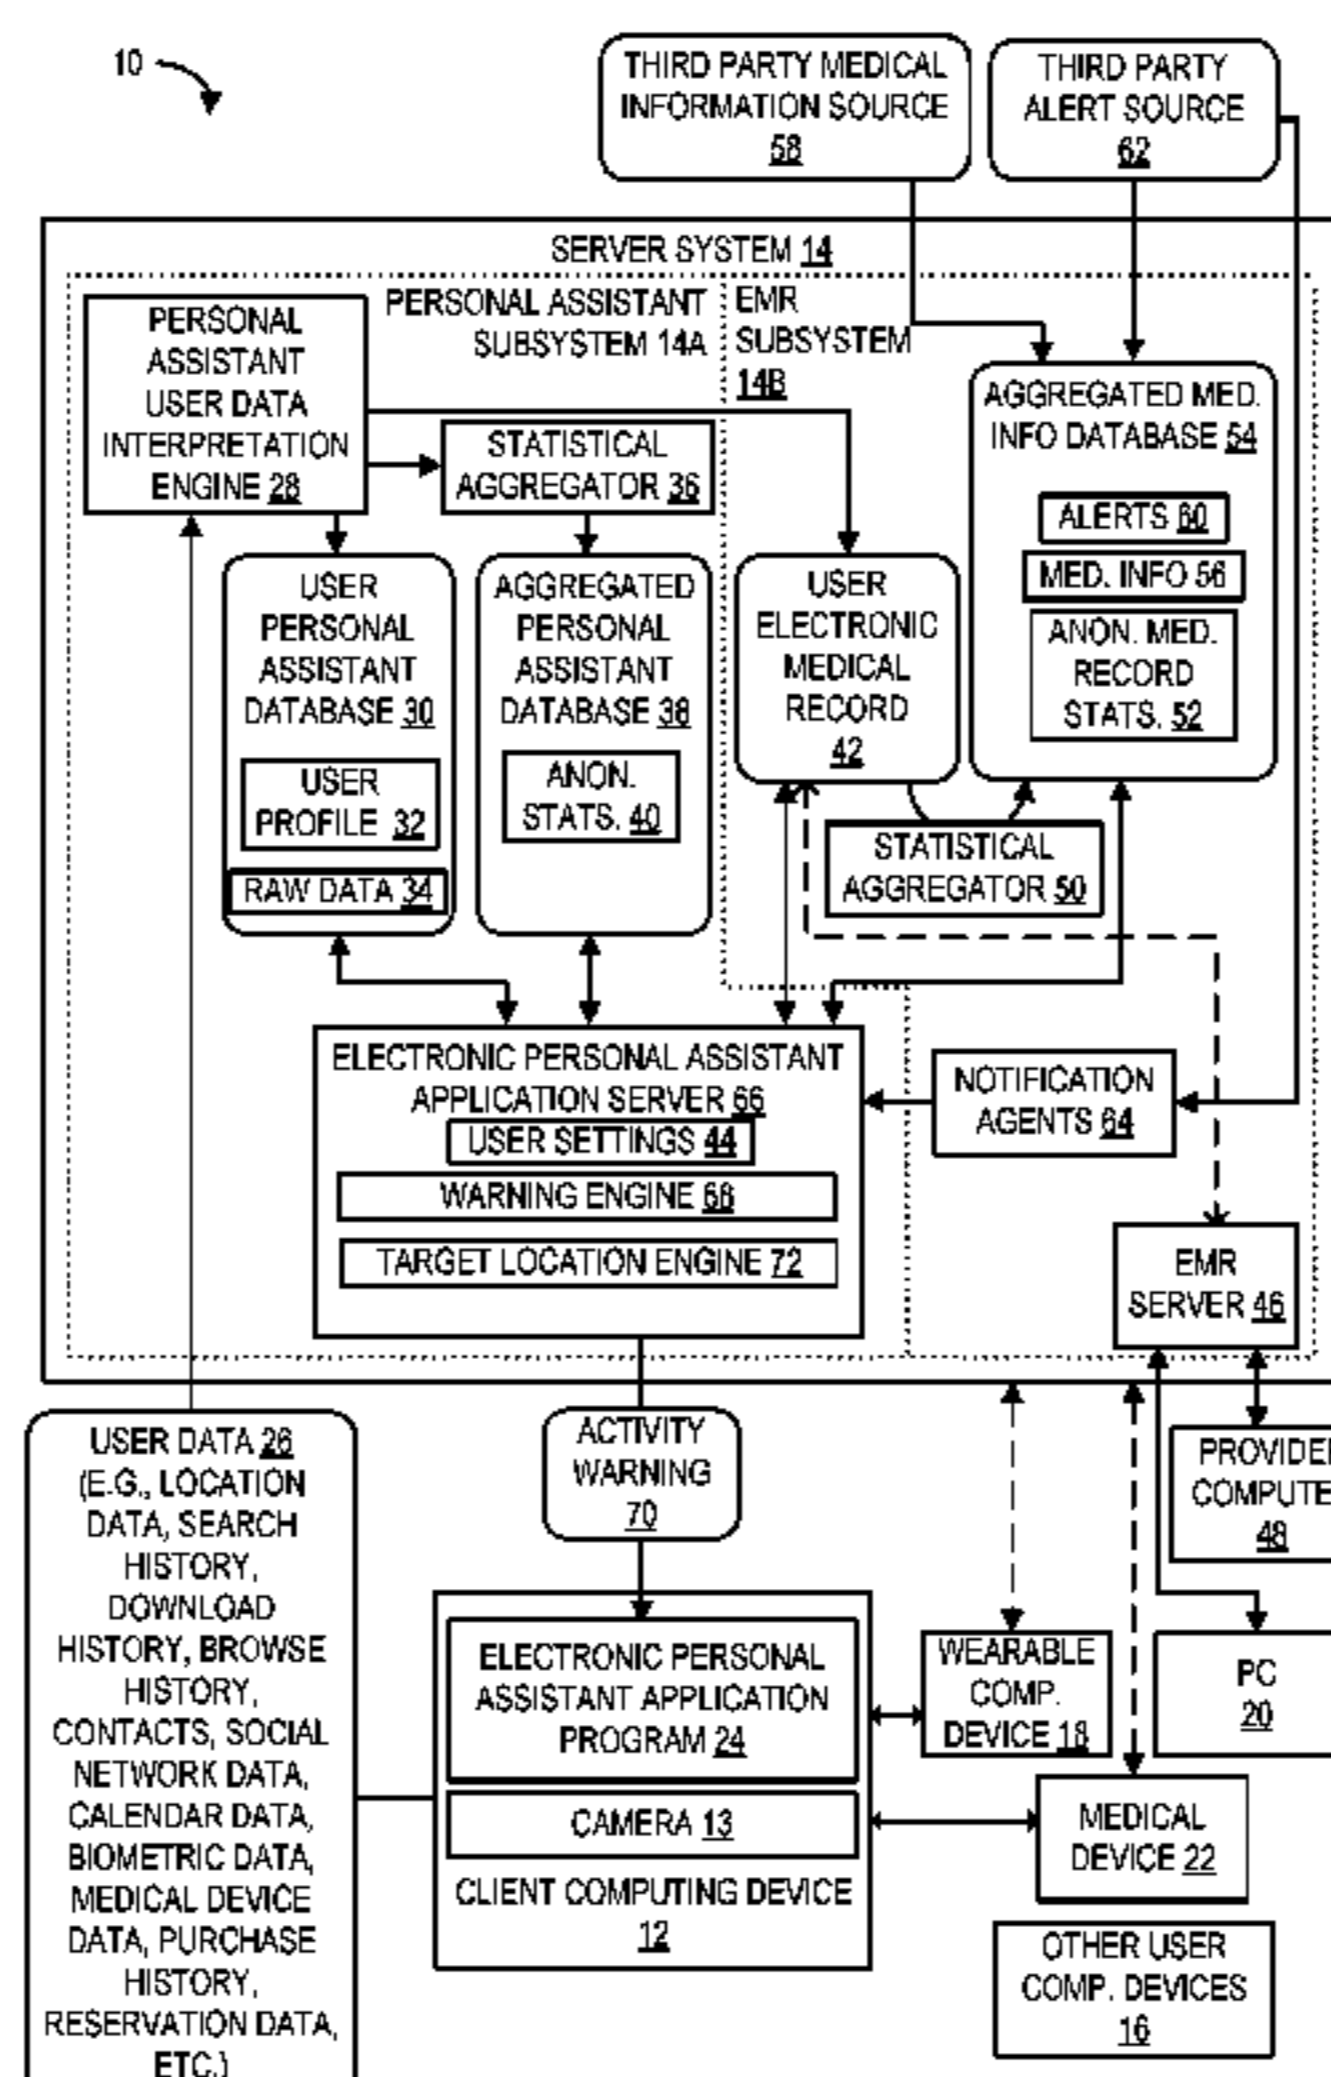 10
THIRD PARTY MEDICAL
INFORMATION SOURCE
58
THIRD PARTY
ALERT SOURCE
62
SERVER SYSTEM 14
PERSONAL ASSISTANT
SUBSYSTEM 14A
EMR
SUBSYSTEM
14B
PERSONAL
ASSISTANT
USER DATA
INTERPRETATION
ENGINE 28
STATISTICAL
AGGREGATOR 36
AGGREGATED MED.
INFO DATABASE 54
ALERTS 60
MED. INFO 56
ANON. MED.
RECORD
STATS. 52
USER
PERSONAL
ASSISTANT
DATABASE 30
USER
PROFILE 32
RAW DATA 34
AGGREGATED
PERSONAL
ASSISTANT
DATABASE 38
ANON.
STATS. 40
USER
ELECTRONIC
MEDICAL
RECORD
42
STATISTICAL
AGGREGATOR 50
ELECTRONIC PERSONAL ASSISTANT
APPLICATION SERVER 66
USER SETTINGS 44
WARNING ENGINE 68
TARGET LOCATION ENGINE 72
NOTIFICATION
AGENTS 64
EMR
SERVER 46
USER DATA 26
(E.G., LOCATION
DATA, SEARCH
HISTORY,
DOWNLOAD
HISTORY, BROWSE
HISTORY,
CONTACTS, SOCIAL
NETWORK DATA,
CALENDAR DATA,
BIOMETRIC DATA,
MEDICAL DEVICE
DATA, PURCHASE
HISTORY,
RESERVATION DATA,
ETC.)
ACTIVITY
WARNING
70
PROVIDE
COMPUTE
48
ELECTRONIC PERSONAL
ASSISTANT APPLICATION
PROGRAM 24
CAMERA 13
CLIENT COMPUTING DEVICE
12
WEARABLE
COMP.
DEVICE 18
PC
20
MEDICAL
DEVICE 22
OTHER USER
COMP. DEVICES
16